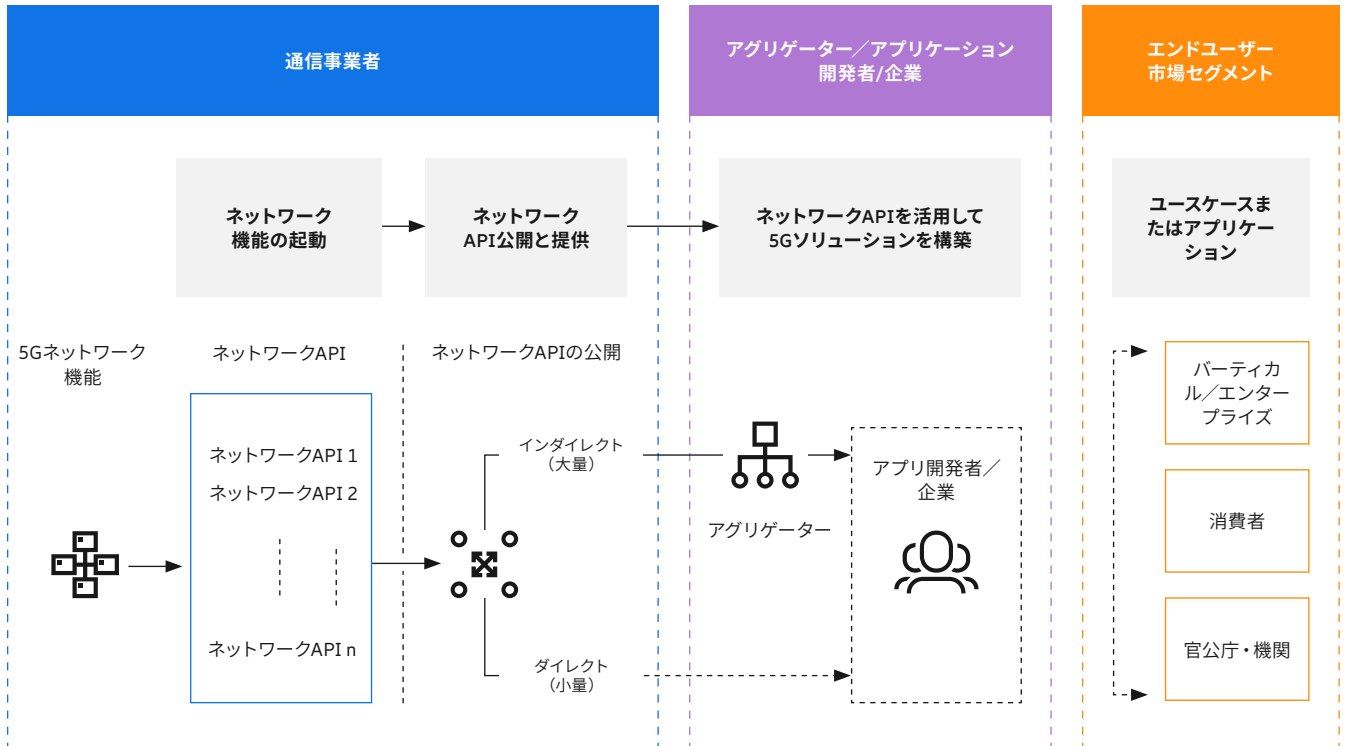 通信事業者
アグリゲーター／アプリケーション
開発者/企業
エンドユーザー
市場セグメント
ネットワーク
機能の起動
ネットワーク
API公開と提供
ネットワークAPIを活用して
5Gソリューションを構築
ユースケースま
たはアプリケー
ション
5Gネットワーク
機能
ネットワークAPI
ネットワークAPIの公開
ネットワークAPI 1
ネットワークAPI 2
ネットワークAPI n
インダイレクト
（大量）
ダイレクト
（小量）
アグリゲーター
アプリ開発者／
企業
バーティカ
ル／エンター
プライズ
消費者
官公庁・機関